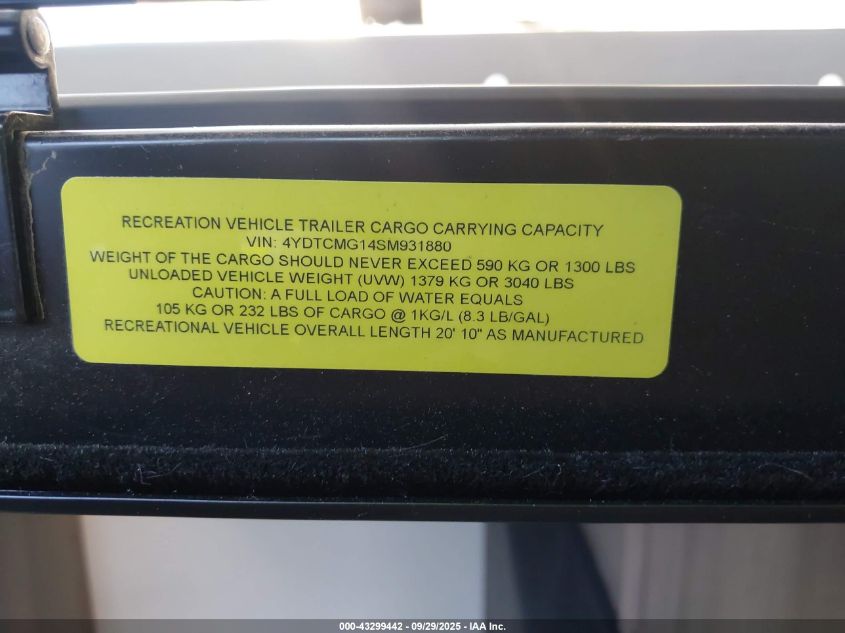 RECREATION VEHICLE TRAILER CARGO CARRYING CAPACITY
VIN: 4YDTCMG14SM931880
WEIGHT OF THE CARGO SHOULD NEVER EXCEED 590 KG OR 1300 LBS
UNLOADED VEHICLE WEIGHT (UVW) 1379 KG OR 3040 LBS
CAUTION: A FULL LOAD OF WATER EQUALS
105 KG OR 232 LBS OF CARGO @ 1KG/L (8.3 LB/GAL)
RECREATIONAL VEHICLE OVERALL LENGTH 20' 10" AS MANUFACTURED
000-43299442 - 09/29/2025 - IAA Inc.